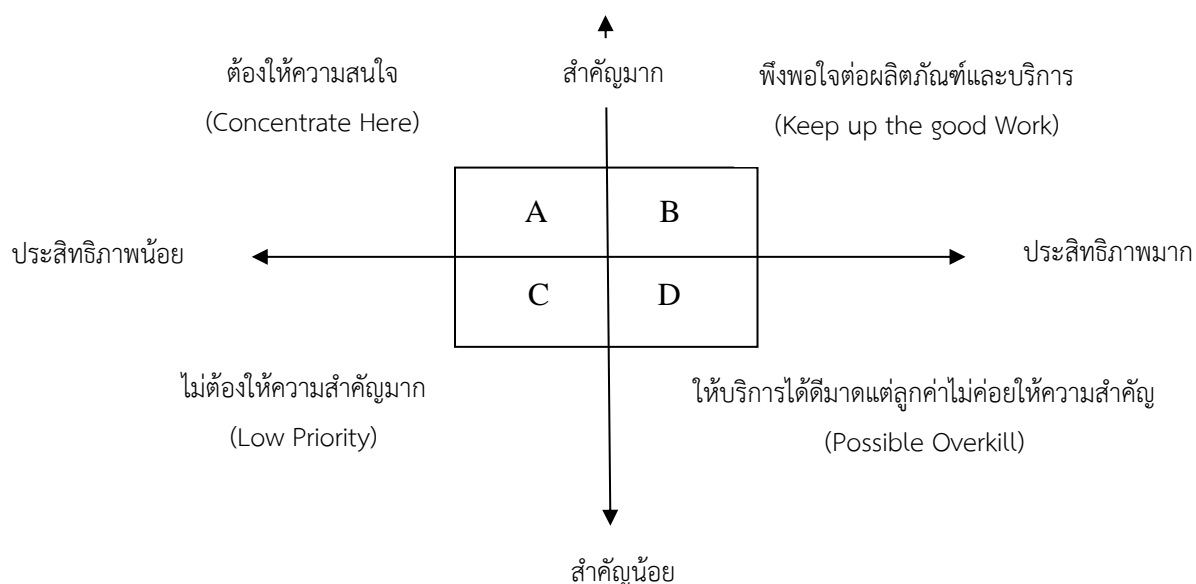 ต้องให้ความสนใจ
(Concentrate Here)
สำคัญมาก
พึงพอใจต่อผลิตภัณฑ์และบริการ
(Keep up the good Work)
A
B
ประสิทธิภาพน้อย
ประสิทธิภาพมาก
C
D
ไม่ต้องให้ความสำคัญมาก
(Low Priority)
ให้บริการได้ดีมาดแต่ลูกค่าไม่ค่อยให้ความสำคัญ
(Possible Overkill)
สำคัญน้อย